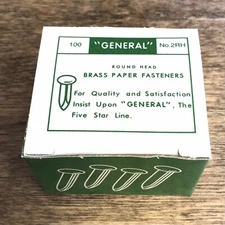 100 "GENERAL" No.2RH
ROUND HEAD
BRASS PAPER FASTENERS
For Quality and Satisfaction
Insist Upon "GENERAL", The
Five Star Line.